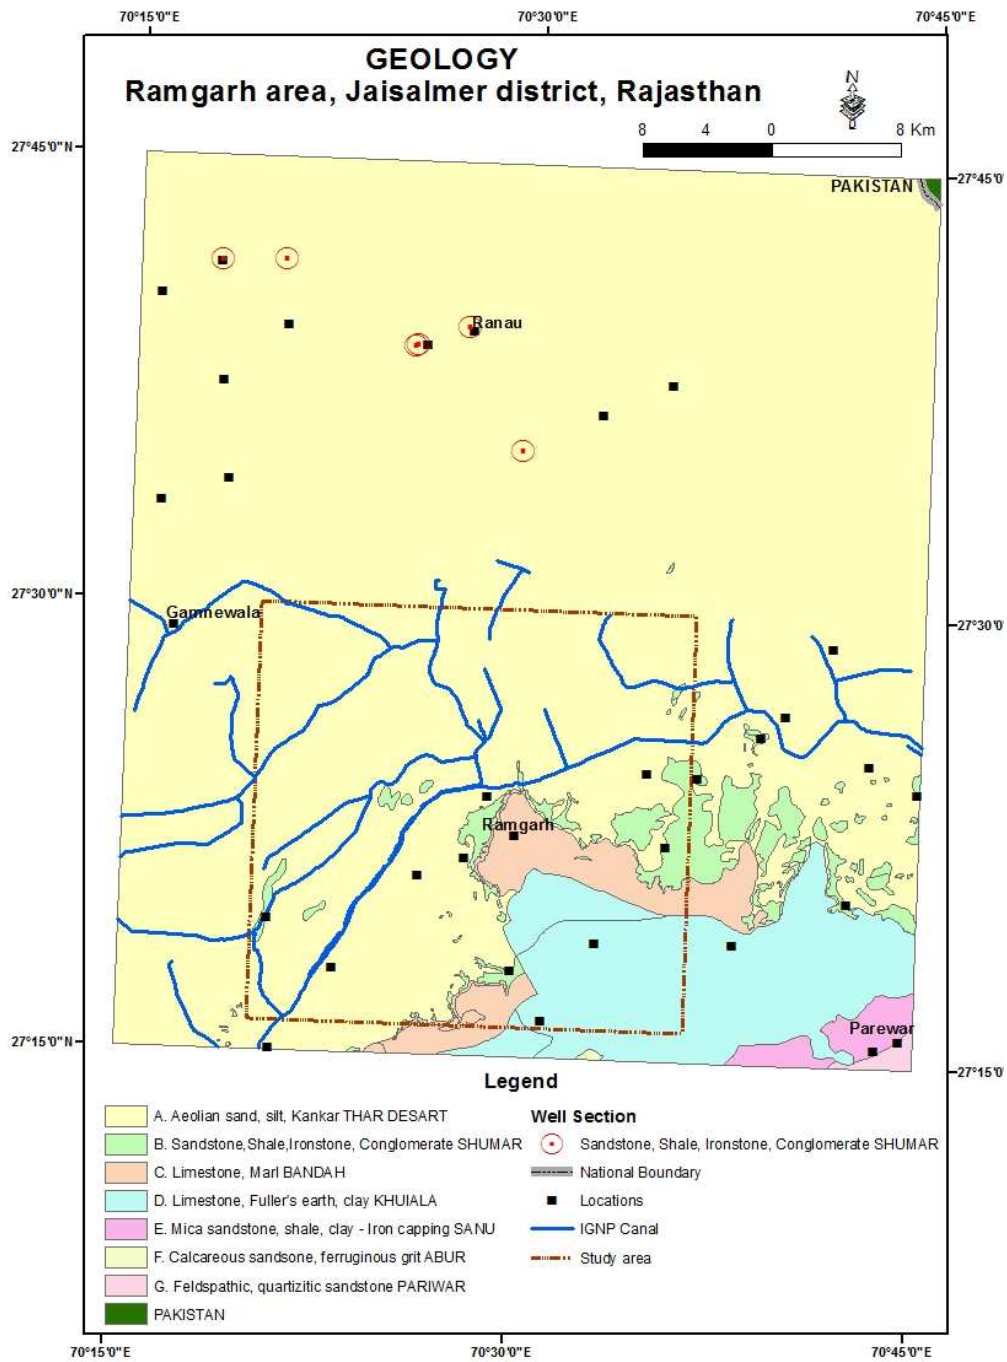 70°15'0"E 70°30'0"E 70°45'0"E
GEOLOGY
Ramgarh area, Jaisalmer district, Rajasthan
N
8 4 0 8 Km
27°45'0"N
27°45'0
PAKISTAN
Ranau
27°30'0"N
Gamnewala
27°30'0
Ramgarh
Parewar
27°15'0"N
27°15'0
Legend
A. Aeolian sand, silt, Kankar THAR DESART
B. Sandstone,Shale,Ironstone, Conglomerate SHUMAR
C. Limestone, Marl BANDAH
D. Limestone, Fuller's earth, clay KHUIALA
E. Mica sandstone, shale, clay - Iron capping SANU
F. Calcareous sandsone, ferruginous grit ABUR
G. Feldspathic, quartizitic sandstone PARIWAR
PAKISTAN
Well Section
Sandstone, Shale, Ironstone, Conglomerate SHUMAR
National Boundary
Locations
IGNP Canal
Study area
70°15'0"E 70°30'0"E 70°45'0"E